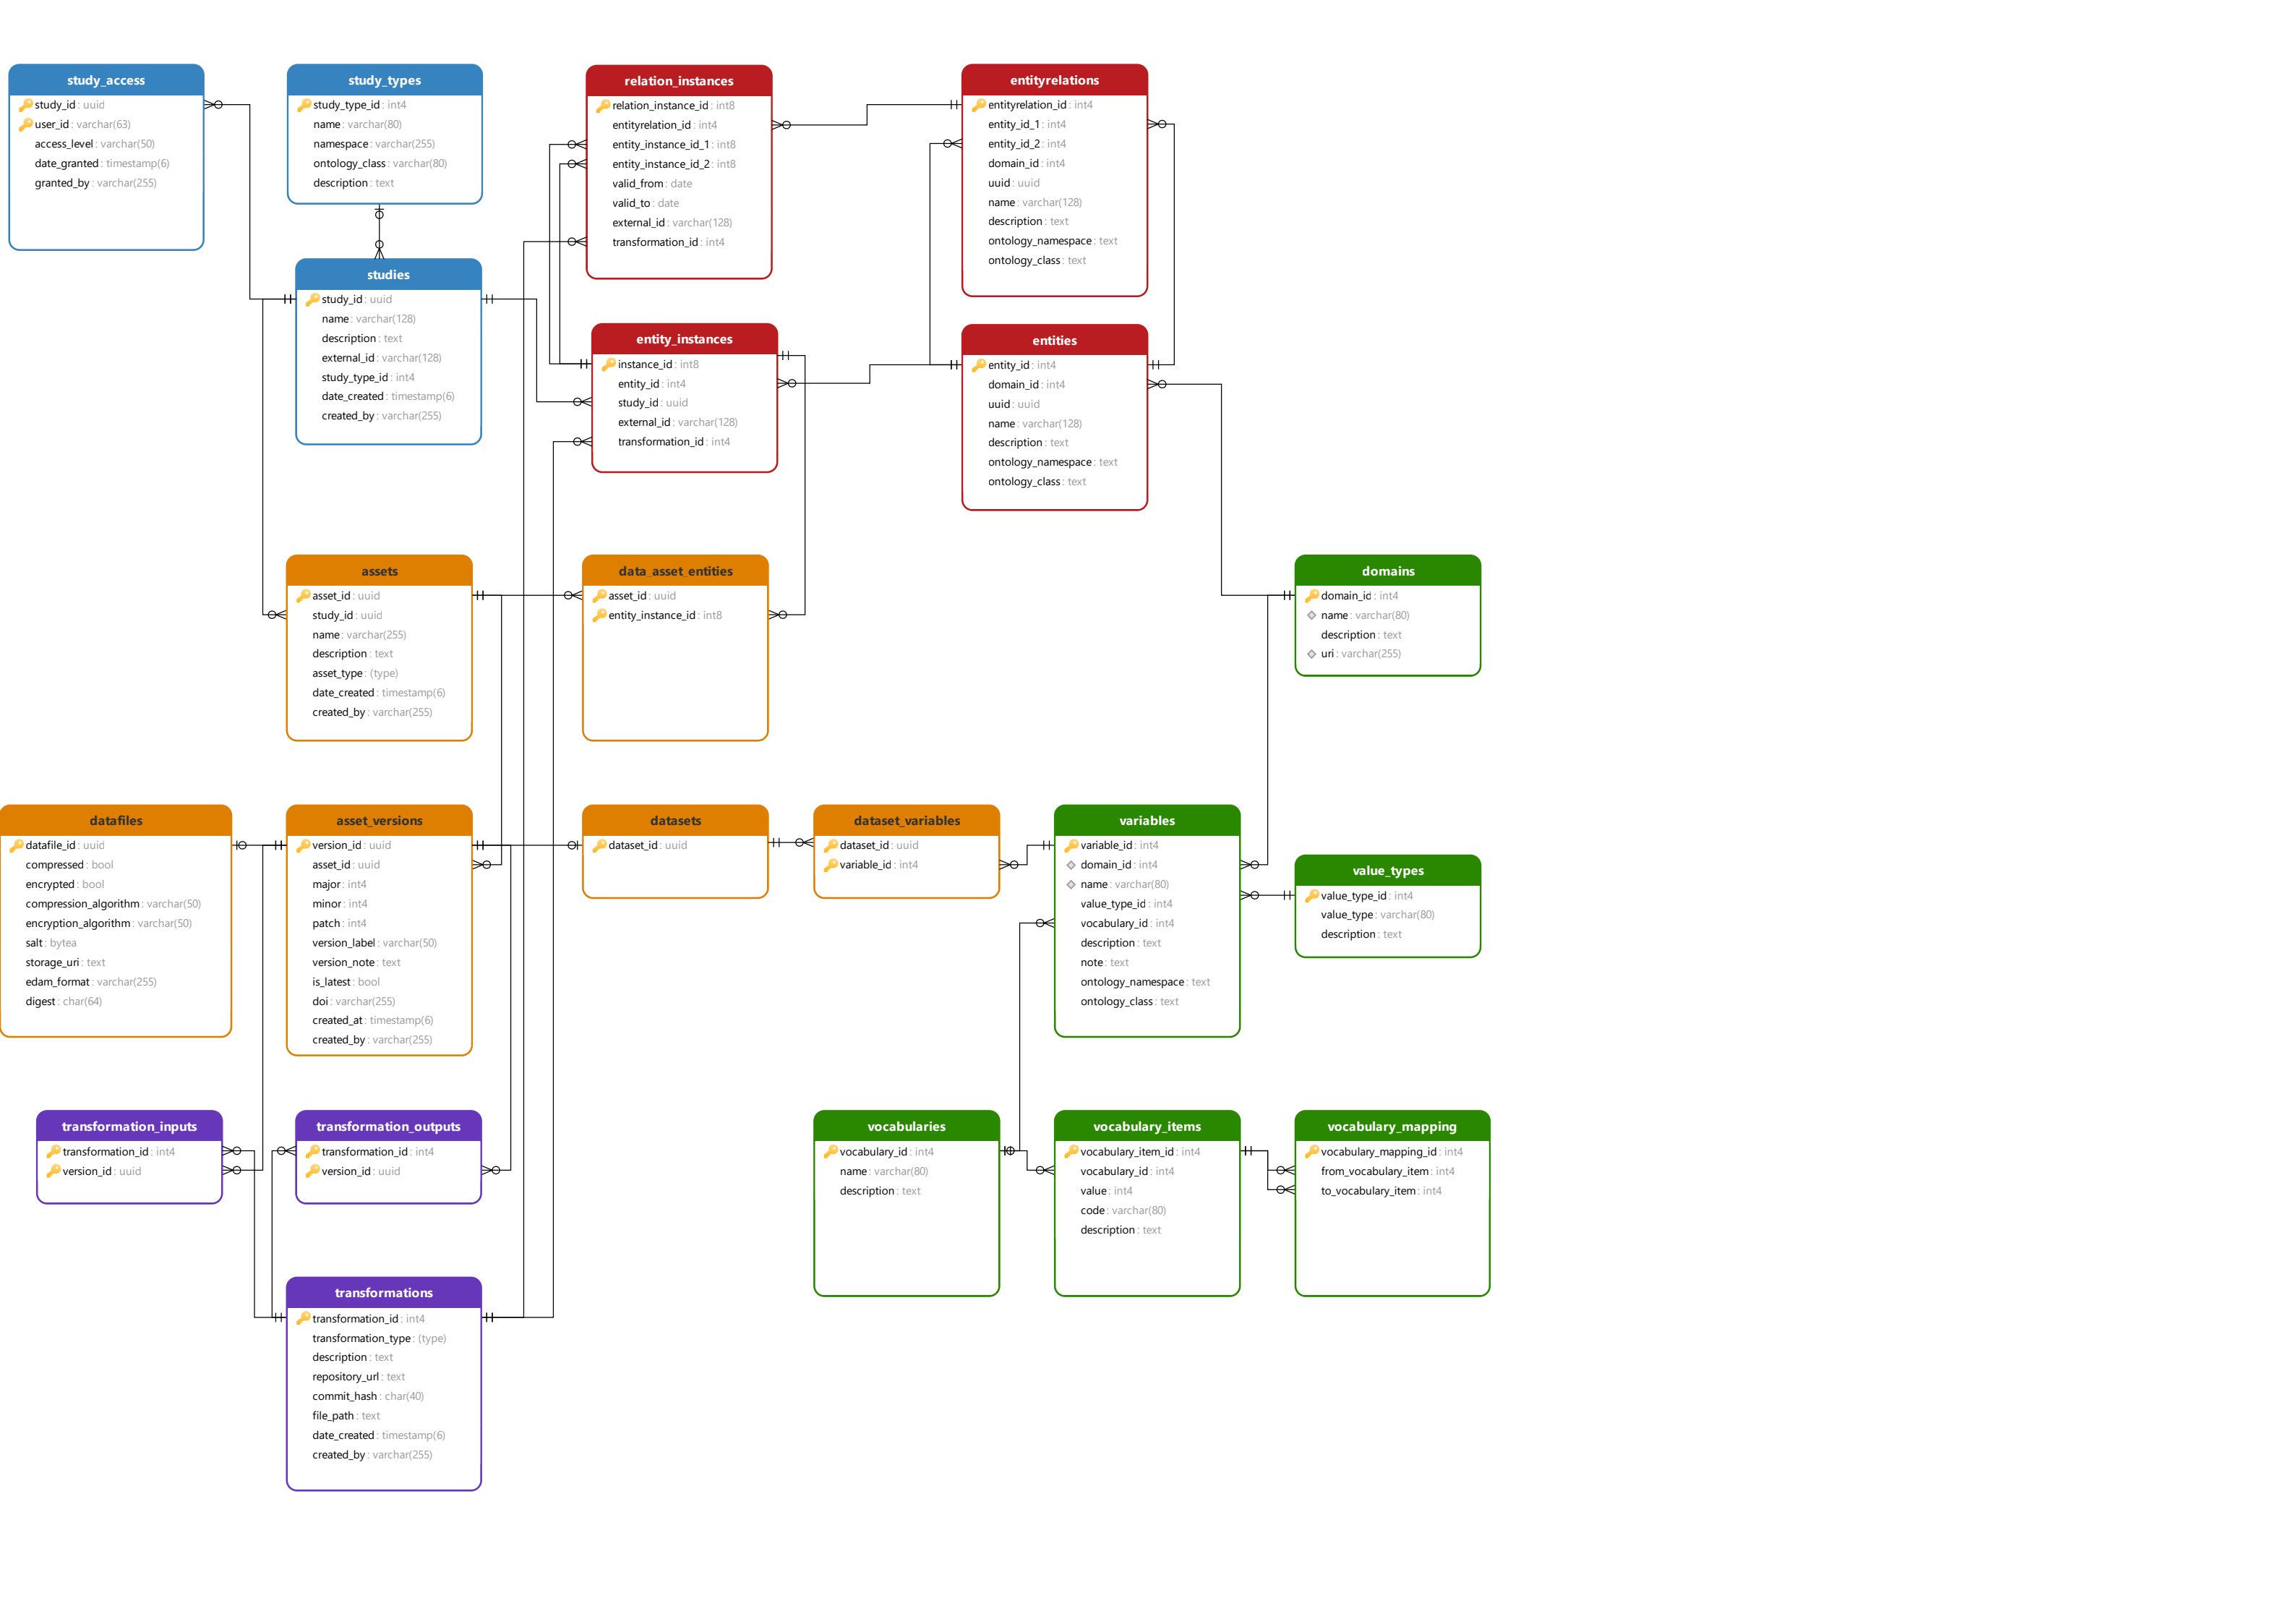 study_access
study_id : uuid
user_id : varchar(63)
access_level : varchar(50)
date_granted : timestamp(6)
granted_by : varchar(255)
study_types
study_type_id : int4
name : varchar(80)
namespace : varchar(255)
ontology_class : varchar(80)
description : text
relation_instances
relation_instance_id : int8
entityrelation_id : int4
entity_instance_id_1 : int8
entity_instance_id_2 : int8
valid_from : date
valid_to : date
external_id : varchar(128)
transformation_id : int4
entityrelations
entityrelation_id : int4
entity_id_1 : int4
entity_id_2 : int4
domain_id : int4
uuid : uuid
name : varchar(128)
description : text
ontology_namespace : text
ontology_class : text
studies
study_id : uuid
name : varchar(128)
description : text
external_id : varchar(128)
study_type_id : int4
date_created : timestamp(6)
created_by : varchar(255)
entity_instances
instance_id : int8
entity_id : int4
study_id : uuid
external_id : varchar(128)
transformation_id : int4
entities
entity_id : int4
domain_id : int4
uuid : uuid
name : varchar(128)
description : text
ontology_namespace : text
ontology_class : text
assets
asset_id : uuid
study_id : uuid
name : varchar(255)
description : text
asset_type : (type)
date_created : timestamp(6)
created_by : varchar(255)
data_asset_entities
asset_id : uuid
entity_instance_id : int8
domains
domain_id : int4
name : varchar(80)
description : text
uri : varchar(255)
datafiles
datafile_id : uuid
compressed : bool
encrypted : bool
compression_algorithm : varchar(50)
encryption_algorithm : varchar(50)
salt : bytea
storage_uri : text
edam_format : varchar(255)
digest : char(64)
asset_versions
version_id : uuid
asset_id : uuid
major : int4
minor : int4
patch : int4
version_label : varchar(50)
version_note : text
is_latest : bool
doi : varchar(255)
created_at : timestamp(6)
created_by : varchar(255)
datasets
dataset_id : uuid
dataset_variables
dataset_id : uuid
variable_id : int4
variables
variable_id : int4
domain_id : int4
name : varchar(80)
value_type_id : int4
vocabulary_id : int4
description : text
note : text
ontology_namespace : text
ontology_class : text
value_types
value_type_id : int4
value_type : varchar(80)
description : text
transformation_inputs
transformation_id : int4
version_id : uuid
transformation_outputs
transformation_id : int4
version_id : uuid
vocabularies
vocabulary_id : int4
name : varchar(80)
description : text
vocabulary_items
vocabulary_item_id : int4
vocabulary_id : int4
value : int4
code : varchar(80)
description : text
vocabulary_mapping
vocabulary_mapping_id : int4
from_vocabulary_item : int4
to_vocabulary_item : int4
transformations
transformation_id : int4
transformation_type : (type)
description : text
repository_url : text
commit_hash : char(40)
file_path : text
date_created : timestamp(6)
created_by : varchar(255)